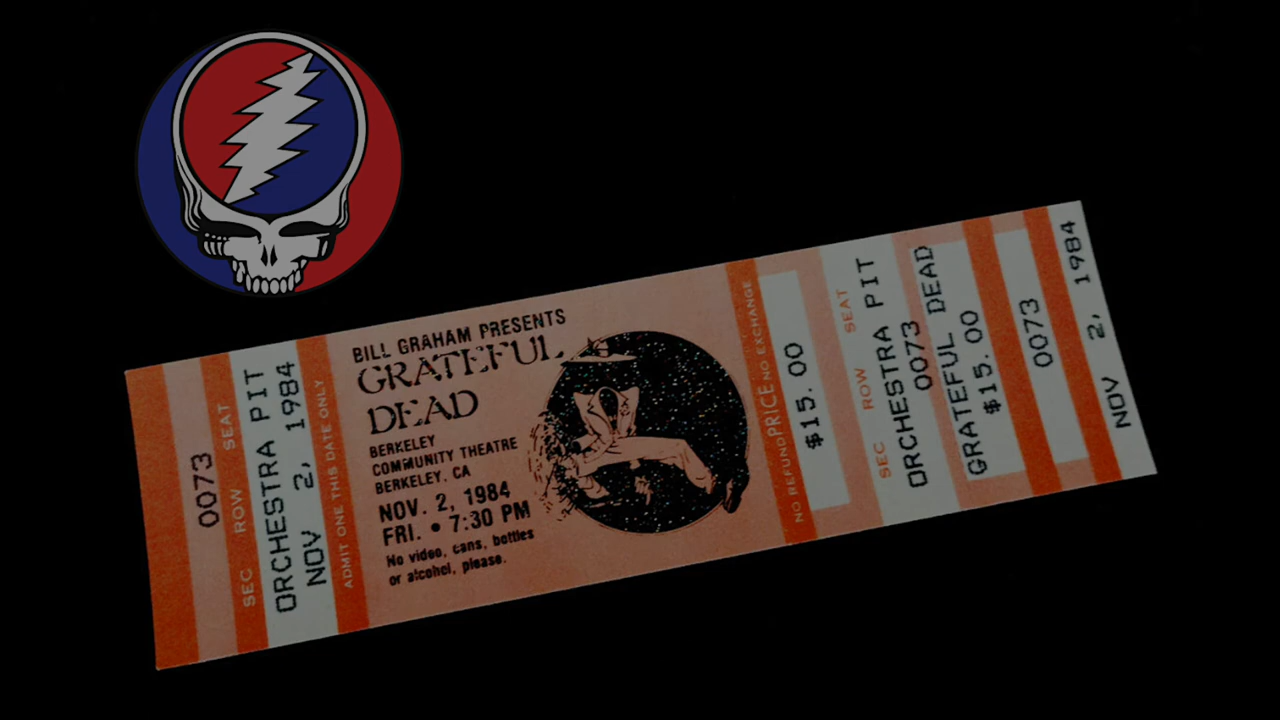 0073
SEC ROW SEAT
ORCHESTRA PIT
NOV 2, 1984
ADMIT ONE THIS DATE ONLY
BILL GRAHAM PRESENTS
GRATEFUL
DEAD
BERKELEY
COMMUNITY THEATRE
BERKELEY, CA
NOV. 2, 1984
FRI. • 7:30 PM
No video, cans, bottles
or alcohol, please.
NO REFUND PRICE NO EXCHANGE
$15.00
SEC ROW SEAT
ORCHESTRA PIT
0073
GRATEFUL DEAD
$15.00
0073
NOV 2, 1984